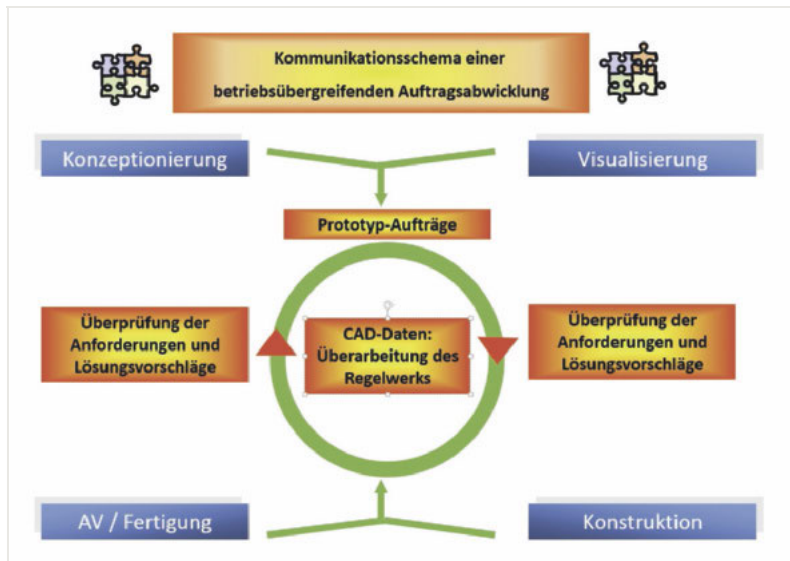 Kommunikationsschema einer
betriebsübergreifenden Auftragsabwicklung
Konzeptionierung
Visualisierung
Prototyp-Aufträge
Überprüfung der
Anforderungen und
Lösungsvorschläge
CAD-Daten:
Überarbeitung des
Regelwerks
Überprüfung der
Anforderungen und
Lösungsvorschläge
AV / Fertigung
Konstruktion